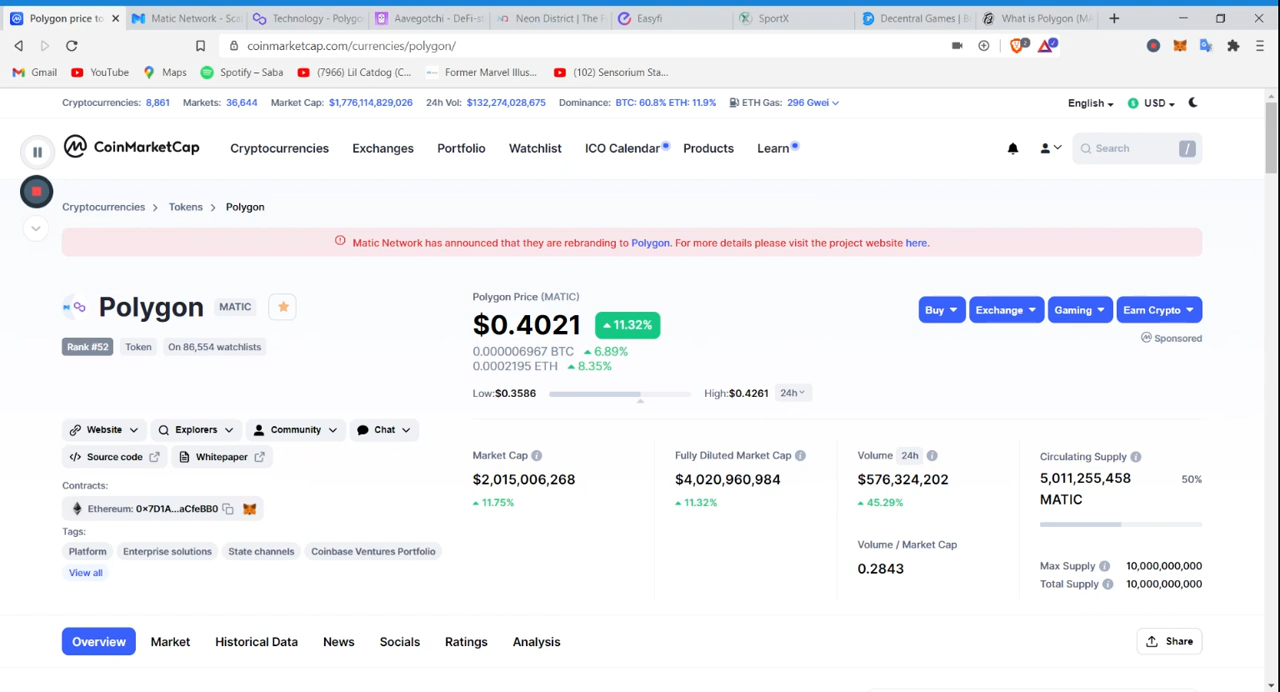 Polygon price to
Matic Network - Sca
Technology - Polygo
Aavegotchi - DeFi-st
Neon District | The F
Easyfi
SportX
Decentral Games | B
What is Polygon (MA
coinmarketcap.com/currencies/polygon/
2
Gmail
YouTube
Maps
Spotify – Saba
(7966) Lil Catdog (C...
Former Marvel Illus...
(102) Sensorium Sta...
Cryptocurrencies: 8,861 Markets: 36,644 Market Cap: $1,776,114,829,026 24h Vol: $132,274,028,675 Dominance: BTC: 60.8% ETH: 11.9% ETH Gas: 296 Gwei
English
USD
CoinMarketCap
Cryptocurrencies Exchanges Portfolio Watchlist ICO Calendar Products Learn
Search /
Cryptocurrencies > Tokens > Polygon
Matic Network has announced that they are rebranding to Polygon. For more details please visit the project website here.
Polygon MATIC
Rank #52 Token On 86,554 watchlists
Polygon Price (MATIC)
$0.4021 11.32%
0.000006967 BTC 6.89%
0.0002195 ETH 8.35%
Low:$0.3586 High:$0.4261 24h
Buy Exchange Gaming Earn Crypto
Sponsored
Website Explorers Community Chat
Source code Whitepaper
Contracts:
Ethereum: 0x7D1A...aCfeBB0
Tags:
Platform Enterprise solutions State channels Coinbase Ventures Portfolio
View all
Market Cap
$2,015,006,268
11.75%
Fully Diluted Market Cap
$4,020,960,984
11.32%
Volume 24h
$576,324,202
45.29%
Volume / Market Cap
0.2843
Circulating Supply
5,011,255,458 50%
MATIC
Max Supply 10,000,000,000
Total Supply 10,000,000,000
Overview Market Historical Data News Socials Ratings Analysis
Share